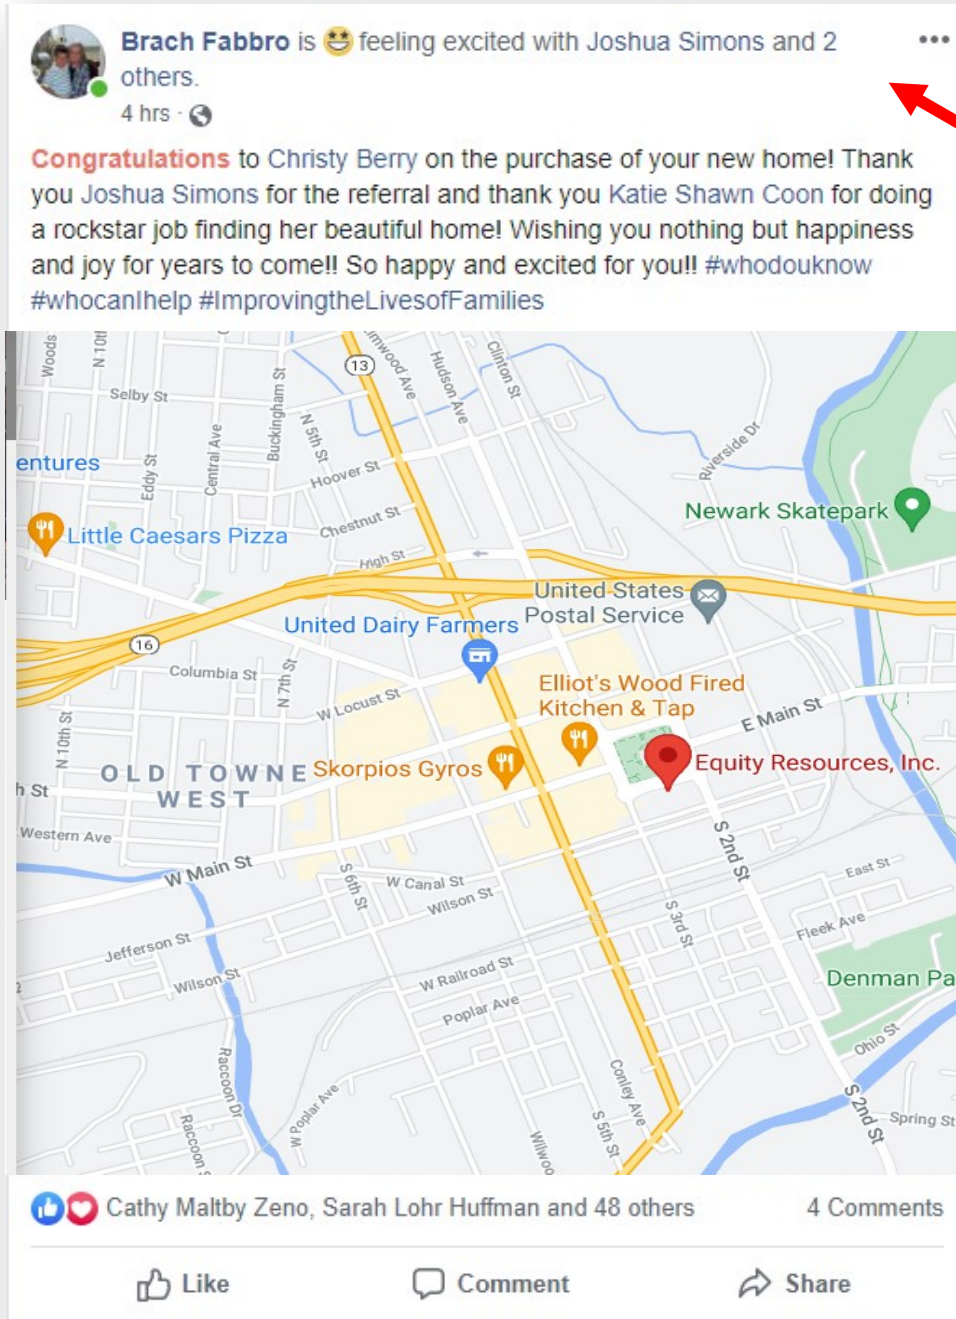 Brach Fabbro is 😆 feeling excited with Joshua Simons and 2
others.
4 hrs ·
Congratulations to Christy Berry on the purchase of your new home! Thank
you Joshua Simons for the referral and thank you Katie Shawn Coon for doing
a rockstar job finding her beautiful home! Wishing you nothing but happiness
and joy for years to come!! So happy and excited for you!! #whodouknow
#whocanIhelp #ImprovingtheLivesofFamilies
Woods
N 10th
Selby St
Buckingham St
13
Elmwood Ave
Hudson Ave
Clinton St
N 5th St
Central Ave
Eddy St
Hoover St
Riverside Dr
entures
Chestnut St
Newark Skatepark
Little Caesars Pizza
High St
United States
Postal Service
16
United Dairy Farmers
Columbia St
N 7th St
W Locust St
Elliot's Wood Fired
Kitchen & Tap
E Main St
N 10th St
OLD TOWNE
WEST
Skorpios Gyros
Equity Resources, Inc.
h St
Western Ave
W Main St
S 6th St
W Canal St
Wilson St
S 2nd St
East St
S 3rd St
Fleek Ave
Jefferson St
Wilson St
W Railroad St
Poplar Ave
Denman Pa
Ohio St
Raccoon Dr
Raccoon S
W Poplar Ave
Conley Ave
S 5th St
Wilwoo
S 2nd St
Spring St
Cathy Maltby Zeno, Sarah Lohr Huffman and 48 others
4 Comments
Like
Comment
Share